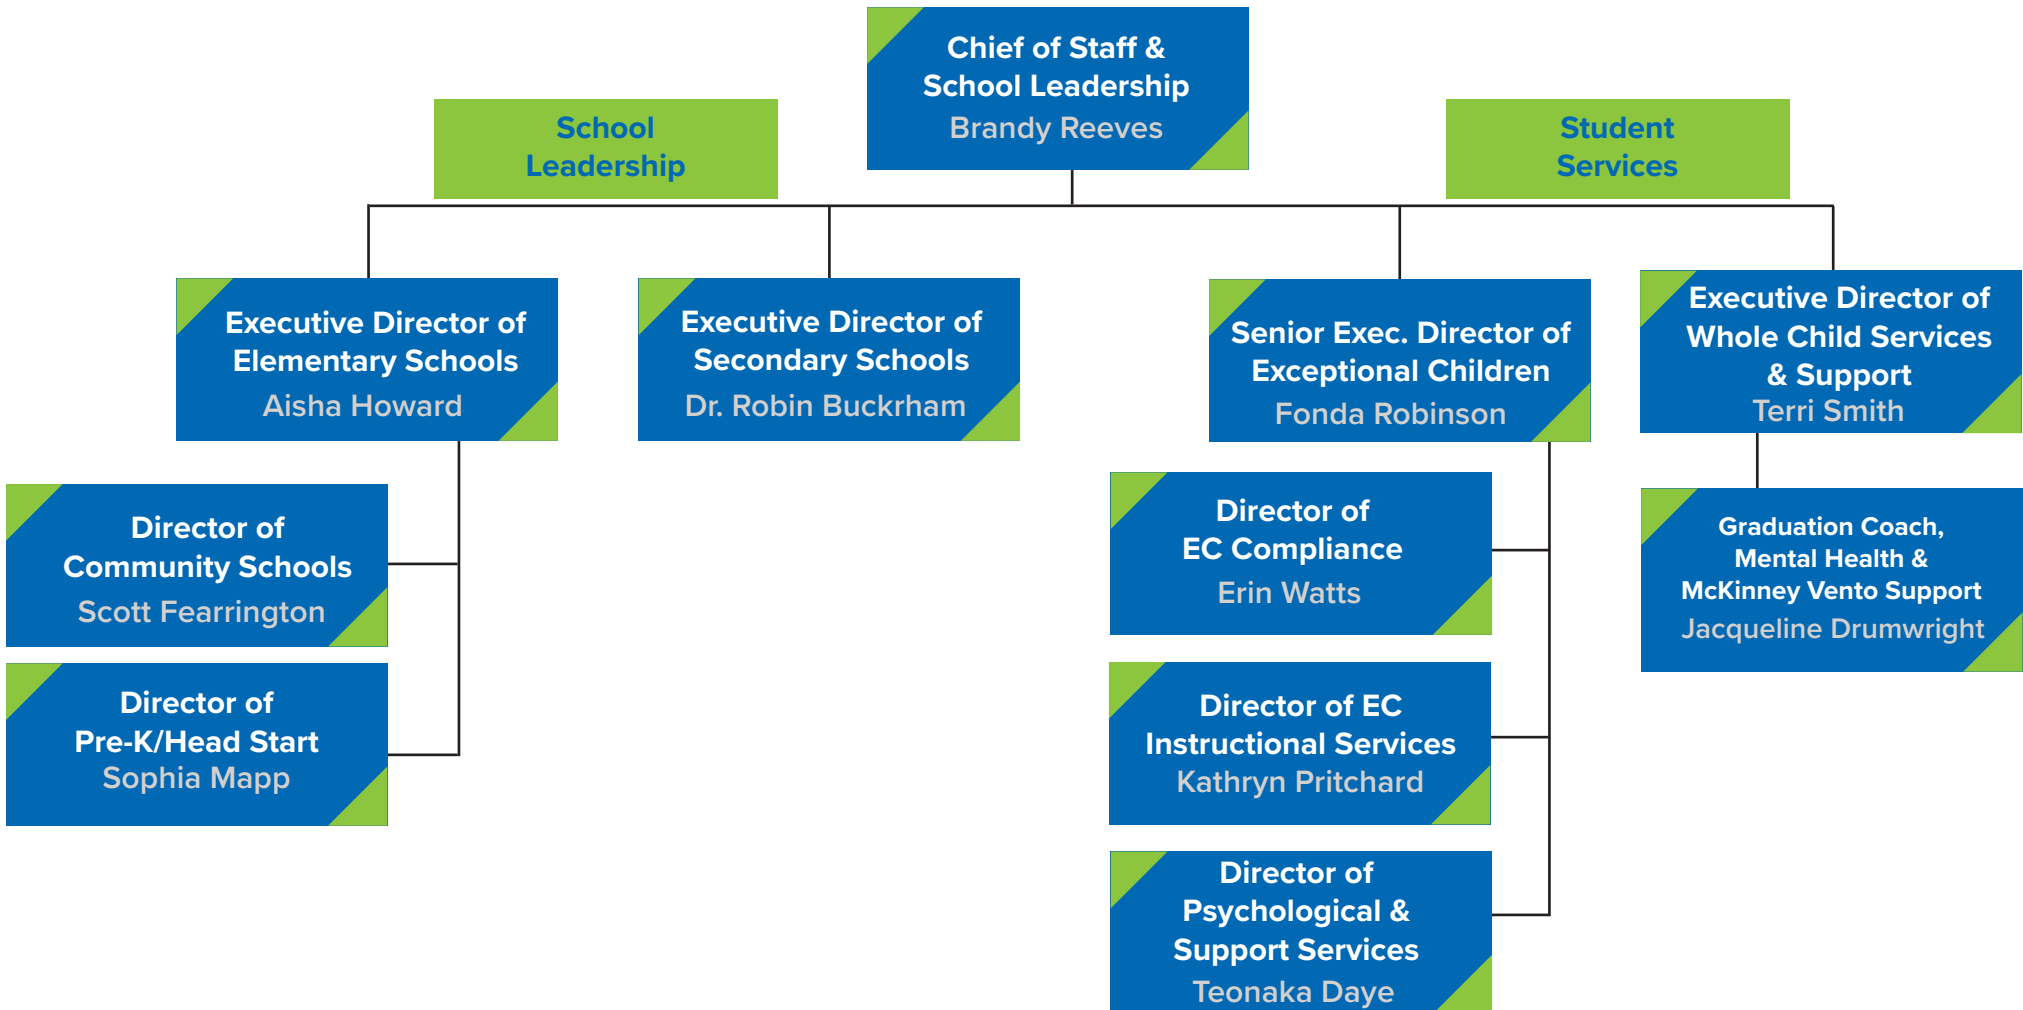 Chief of Staff &
School Leadership
Brandy Reeves
School
Leadership
Student
Services
Executive Director of
Elementary Schools
Aisha Howard
Executive Director of
Secondary Schools
Dr. Robin Buckrham
Senior Exec. Director of
Exceptional Children
Fonda Robinson
Executive Director of
Whole Child Services
& Support
Terri Smith
Director of
Community Schools
Scott Fearrington
Director of
Pre-K/Head Start
Sophia Mapp
Director of
EC Compliance
Erin Watts
Director of EC
Instructional Services
Kathryn Pritchard
Director of
Psychological &
Support Services
Teonaka Daye
Graduation Coach,
Mental Health &
McKinney Vento Support
Jacqueline Drumwright